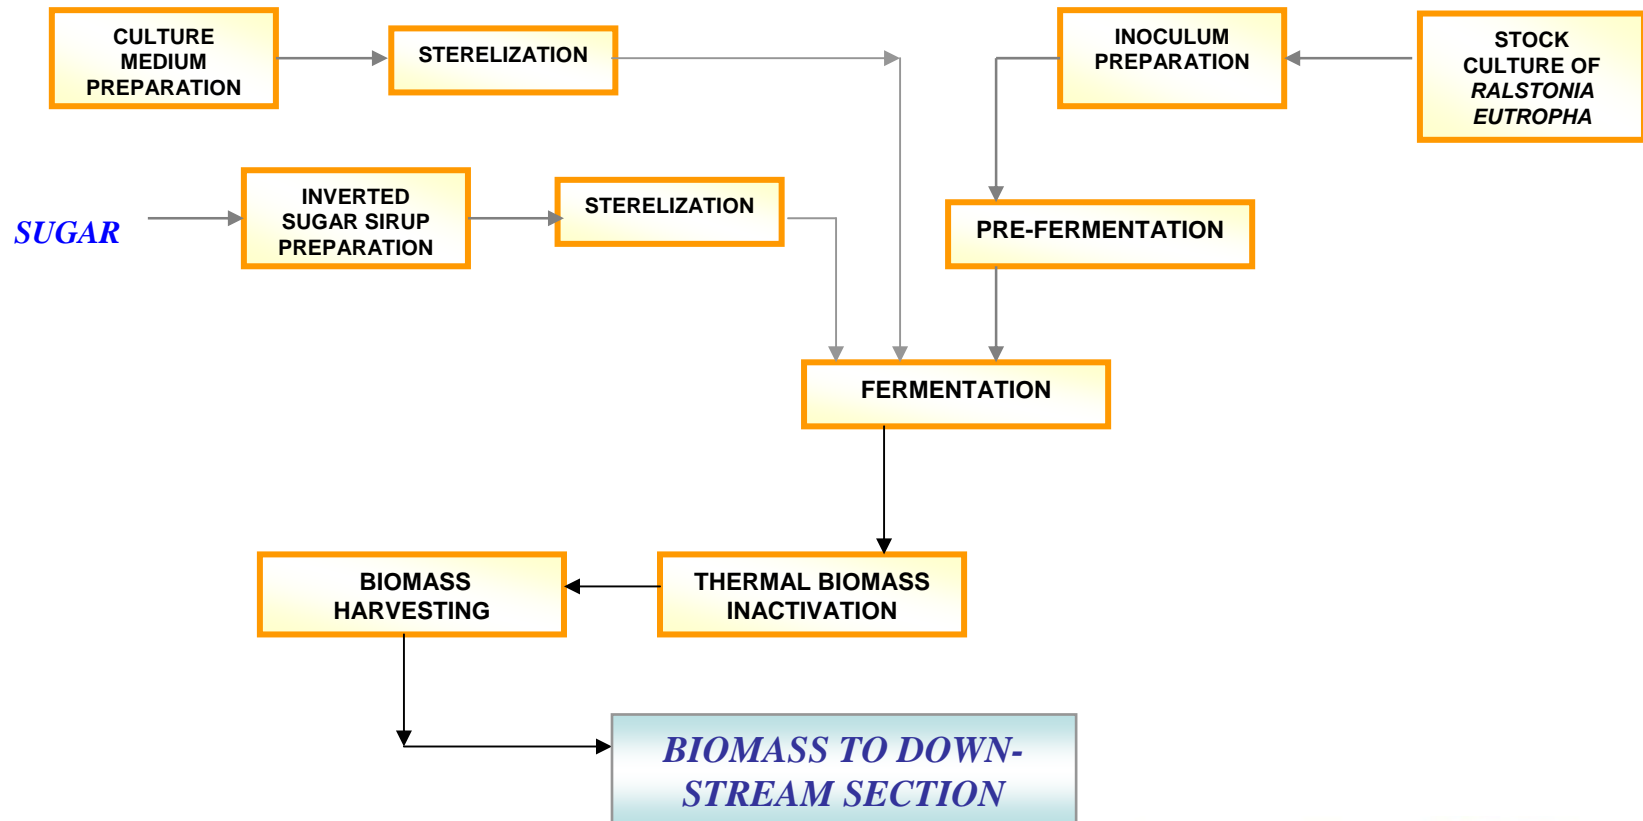 CULTURE
MEDIUM
PREPARATION
STERELIZATION
INOCULUM
PREPARATION
STOCK
CULTURE OF
RALSTONIA
EUTROPHA
SUGAR
INVERTED
SUGAR SIRUP
PREPARATION
STERELIZATION
PRE-FERMENTATION
FERMENTATION
BIOMASS
HARVESTING
THERMAL BIOMASS
INACTIVATION
BIOMASS TO DOWN-
STREAM SECTION